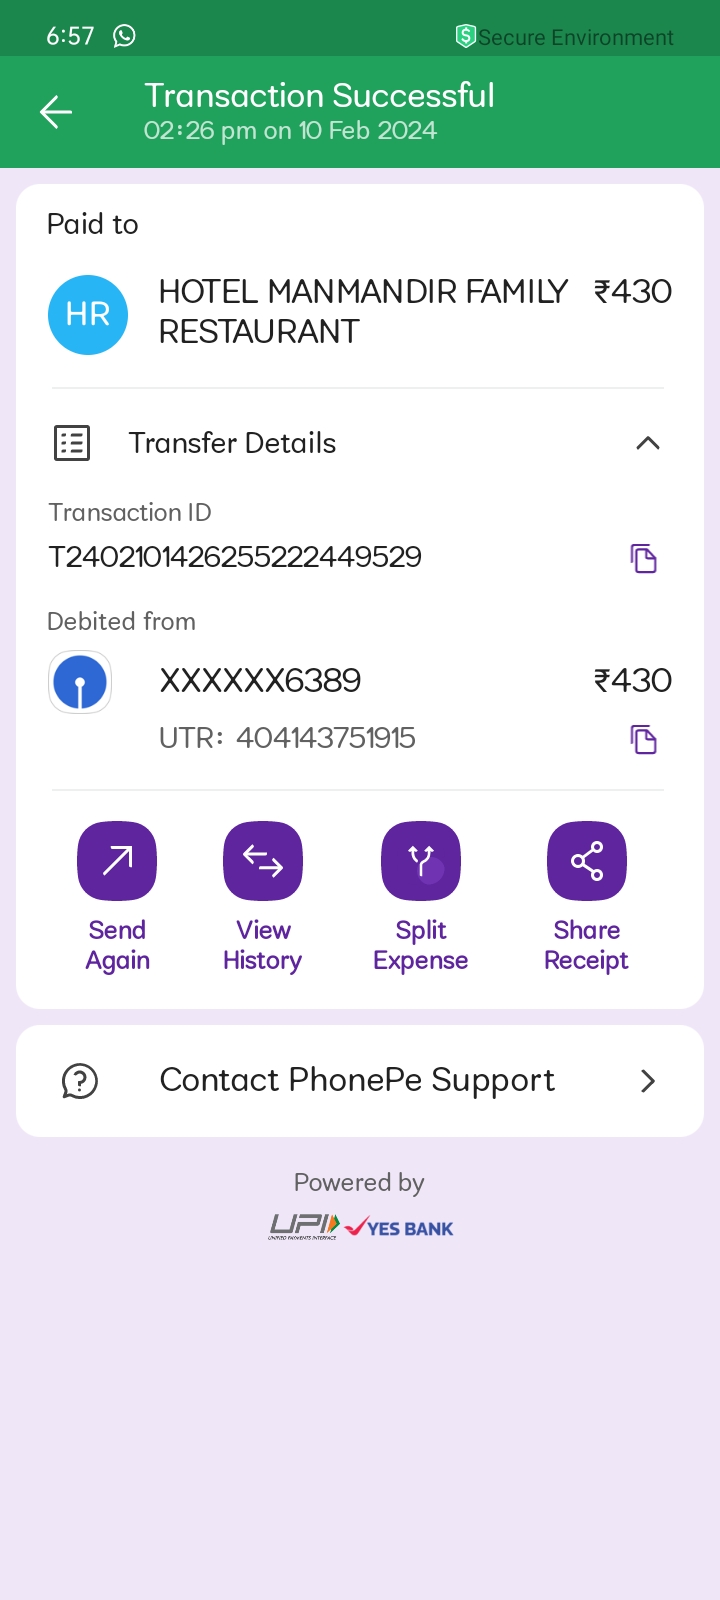 6:57
Secure Environment
Transaction Successful
02:26 pm on 10 Feb 2024
Paid to
HR
HOTEL MANMANDIR FAMILY ₹430
RESTAURANT
Transfer Details
Transaction ID
T2402101426255222449529
Debited from
XXXXXX6389 ₹430
UTR: 404143751915
Send Again
View History
Split Expense
Share Receipt
Contact PhonePe Support
Powered by
UPI YES BANK
UNIFIED PAYMENTS INTERFACE